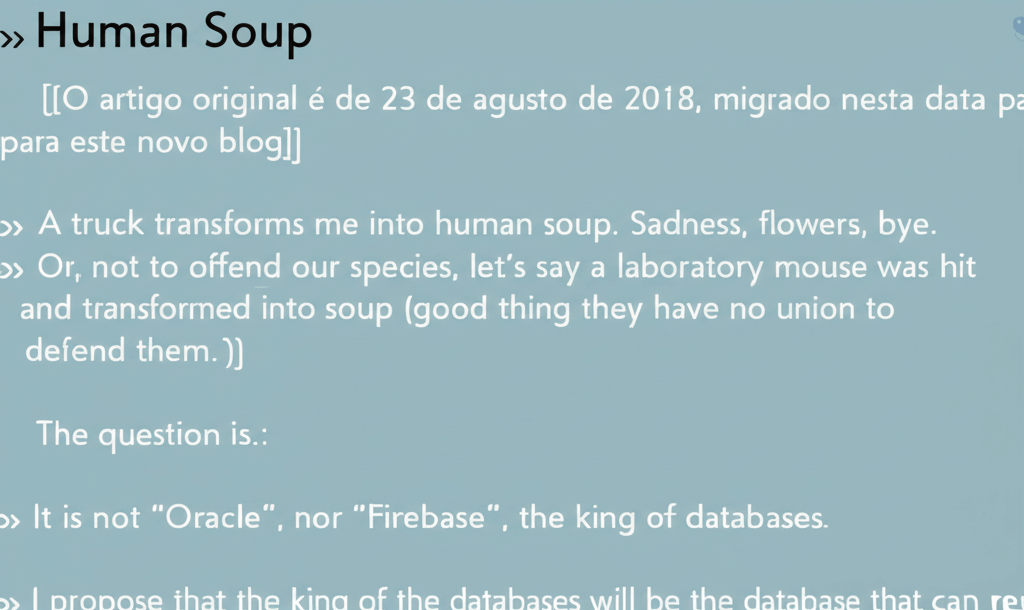 ›› Human Soup
[[O artigo original é de 23 de agusto de 2018, migrado nesta data pa
para este novo blog]]
›› A truck transforms me into human soup. Sadness, flowers, bye.
›› Or, not to offend our species, let's say a laboratory mouse was hit
and transformed into soup (good thing they have no union to
defend them.)]
The question is.:
›› It is not “Oracle”, nor “Firebase”, the king of databases.
›› I propose that the king of the databases will be the database that can